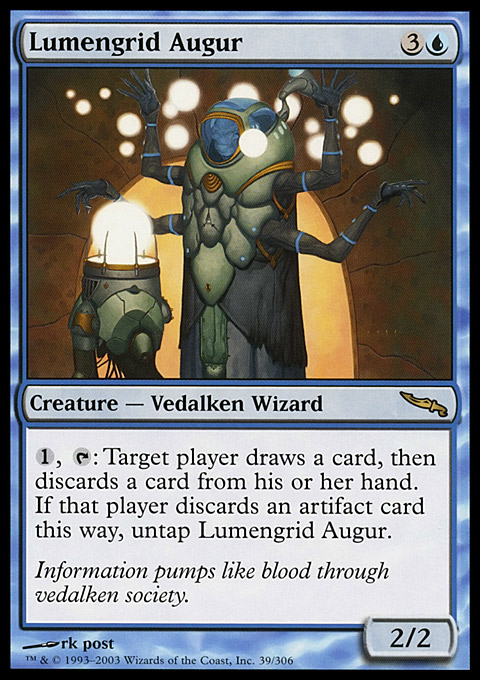 Lumengrid Augur 3
Creature — Vedalken Wizard
1, : Target player draws a card, then
discards a card from his or her hand.
If that player discards an artifact card
this way, untap Lumengrid Augur.
Information pumps like blood through
vedalken society.
rk post
2/2
™ & © 1993–2003 Wizards of the Coast, Inc. 39/306